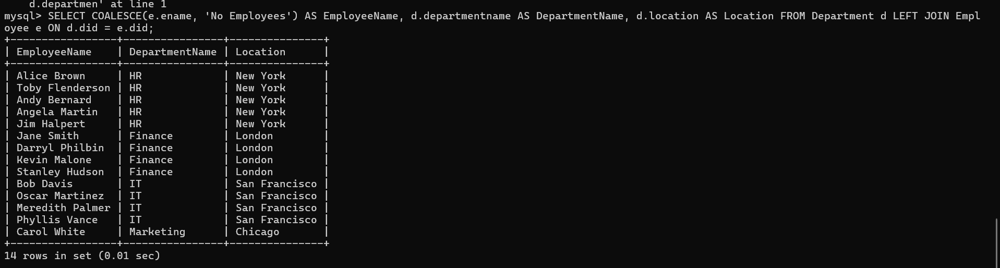 d.departmen' at line 1
mysql> SELECT COALESCE(e.ename, 'No Employees') AS EmployeeName, d.departmentname AS DepartmentName, d.location AS Location FROM Department d LEFT JOIN Empl
oyee e ON d.did = e.did;
+-----------------+----------------+---------------+
| EmployeeName    | DepartmentName | Location      |
+-----------------+----------------+---------------+
| Alice Brown     | HR             | New York      |
| Toby Flenderson | HR             | New York      |
| Andy Bernard    | HR             | New York      |
| Angela Martin   | HR             | New York      |
| Jim Halpert     | HR             | New York      |
| Jane Smith      | Finance        | London        |
| Darryl Philbin  | Finance        | London        |
| Kevin Malone    | Finance        | London        |
| Stanley Hudson  | Finance        | London        |
| Bob Davis       | IT             | San Francisco |
| Oscar Martinez  | IT             | San Francisco |
| Meredith Palmer | IT             | San Francisco |
| Phyllis Vance   | IT             | San Francisco |
| Carol White     | Marketing      | Chicago       |
+-----------------+----------------+---------------+
14 rows in set (0.01 sec)